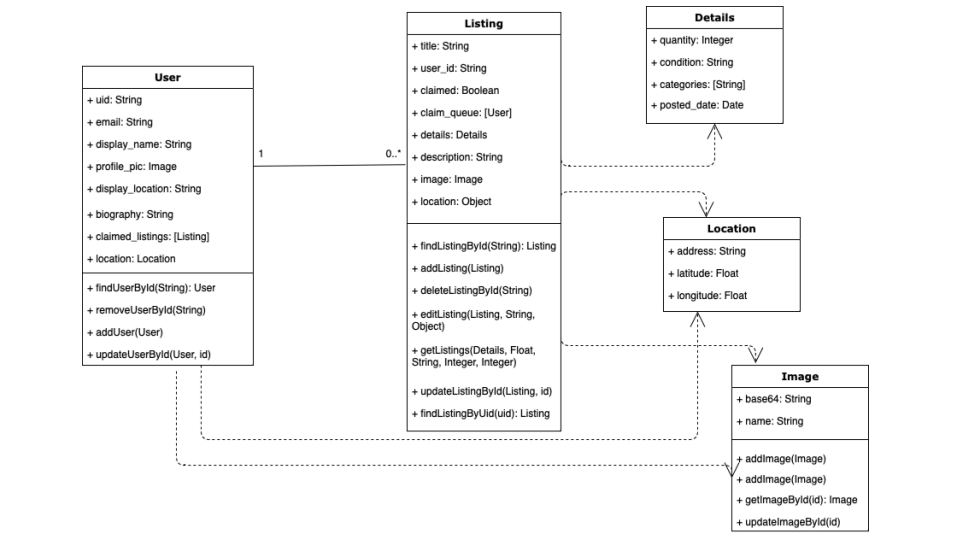 User
+ uid: String
+ email: String
+ display_name: String
+ profile_pic: Image
+ display_location: String
+ biography: String
+ claimed_listings: [Listing]
+ location: Location
+ findUserById(String): User
+ removeUserById(String)
+ addUser(User)
+ updateUserById(User, id)
1
0..*
Listing
+ title: String
+ user_id: String
+ claimed: Boolean
+ claim_queue: [User]
+ details: Details
+ description: String
+ image: Image
+ location: Object
+ findListingById(String): Listing
+ addListing(Listing)
+ deleteListingById(String)
+ editListing(Listing, String,
Object)
+ getListings(Details, Float,
String, Integer, Integer)
+ updateListingById(Listing, id)
+ findListingByUid(uid): Listing
Details
+ quantity: Integer
+ condition: String
+ categories: [String]
+ posted_date: Date
Location
+ address: String
+ latitude: Float
+ longitude: Float
Image
+ base64: String
+ name: String
+ addImage(Image)
+ addImage(Image)
+ getImageById(id): Image
+ updateImageById(id)